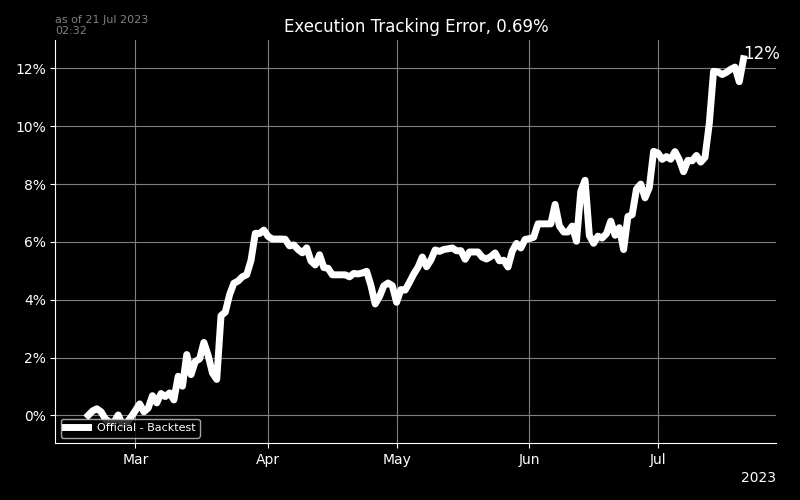 as of 21 Jul 2023
02:32
Execution Tracking Error, 0.69%
12%
12%
10%
8%
6%
4%
2%
0%
Official - Backtest
Mar
Apr
May
Jun
Jul
2023